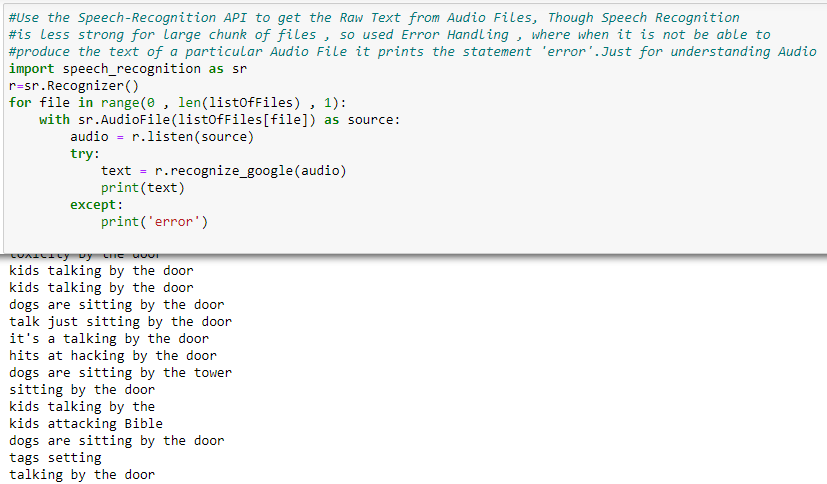 #Use the Speech-Recognition API to get the Raw Text from Audio Files, Though Speech Recognition
#is less strong for large chunk of files , so used Error Handling , where when it is not be able to
#produce the text of a particular Audio File it prints the statement 'error'.Just for understanding Audio
import speech_recognition as sr
r=sr.Recognizer()
for file in range(0 , len(listOfFiles) , 1):
    with sr.AudioFile(listOfFiles[file]) as source:
        audio = r.listen(source)
        try:
            text = r.recognize_google(audio)
            print(text)
        except:
            print('error')
toxicity by the door
kids talking by the door
kids talking by the door
dogs are sitting by the door
talk just sitting by the door
it's a talking by the door
hits at hacking by the door
dogs are sitting by the tower
sitting by the door
kids talking by the
kids attacking Bible
dogs are sitting by the door
tags setting
talking by the door